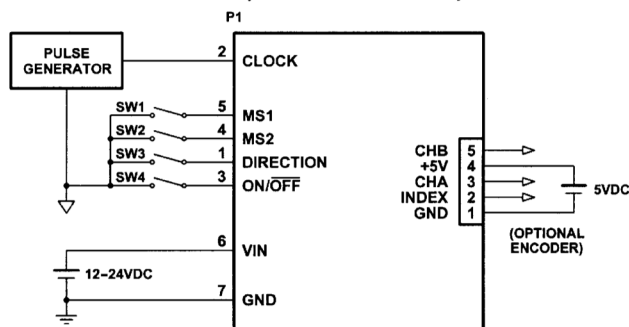 P1
PULSE
GENERATOR
2 CLOCK
SW1 5 MS1
SW2 4 MS2
SW3 1 DIRECTION
SW4 3 ON/OFF
6 VIN
12–24VDC
7 GND
CHB 5
+5V 4
CHA 3
INDEX 2
GND 1
5VDC
(OPTIONAL
ENCODER)